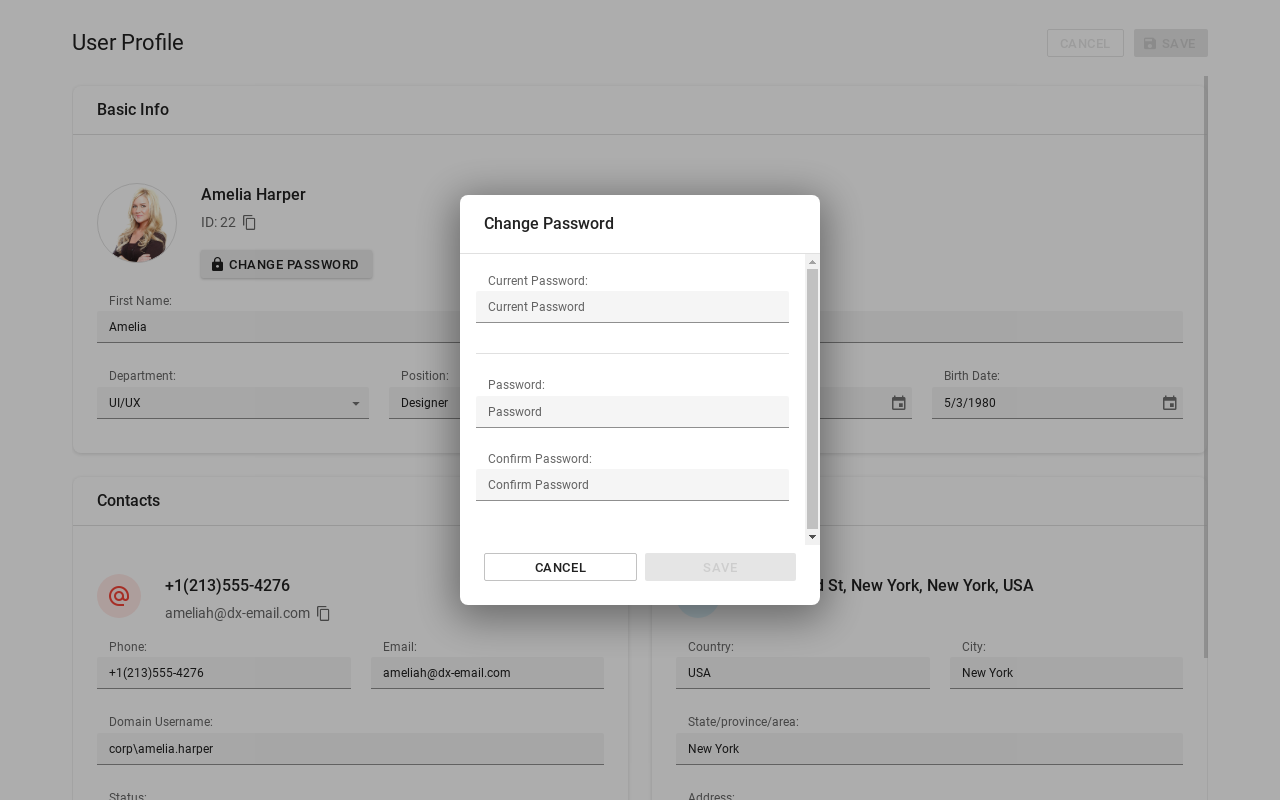 User Profile
CANCEL
SAVE
Basic Info
Amelia Harper
ID: 22
CHANGE PASSWORD
First Name:
Amelia
Department:
Position:
Birth Date:
UI/UX
Designer
5/3/1980
Change Password
Current Password:
Current Password
Password:
Password
Confirm Password:
Confirm Password
CANCEL
SAVE
Contacts
+1(213)555-4276
ameliah@dx-email.com
St, New York, New York, USA
Phone:
Email:
+1(213)555-4276
ameliah@dx-email.com
Country:
City:
USA
New York
Domain Username:
corp\amelia.harper
State/province/area:
New York
Status:
Address: